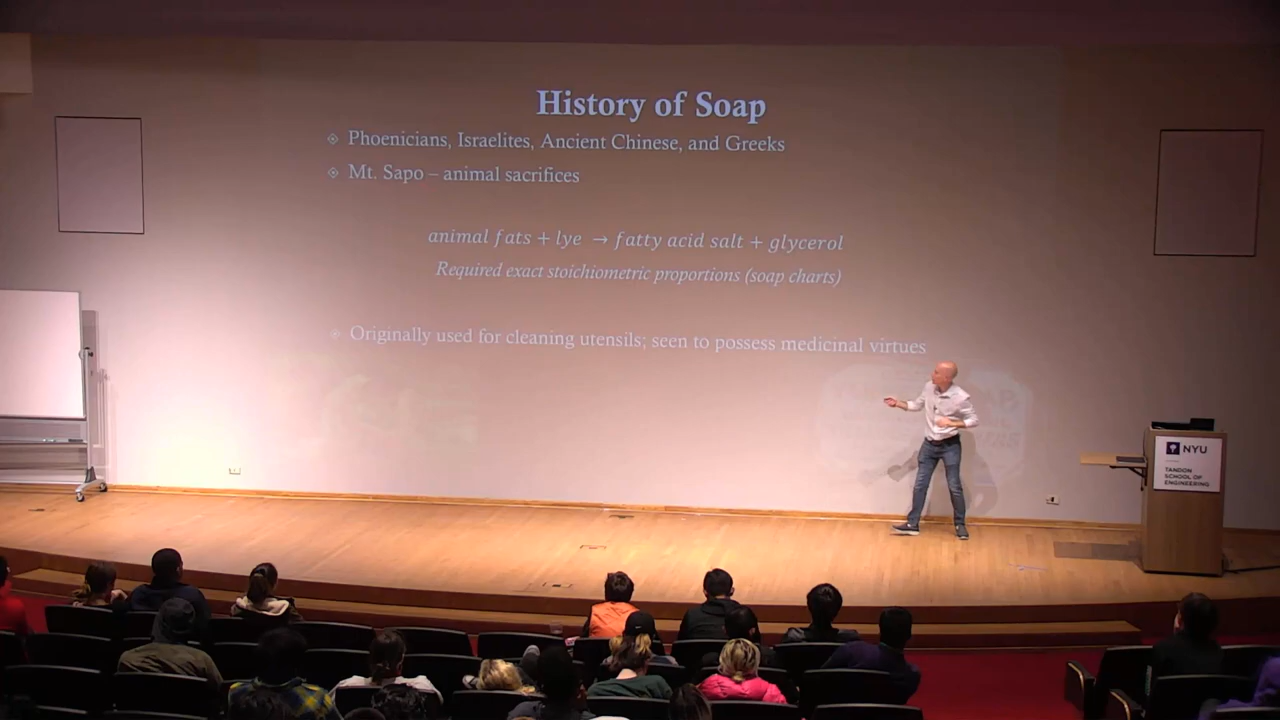 History of Soap
Phoenicians, Israelites, Ancient Chinese, and Greeks
Mt. Sapo – animal sacrifices
animal fats + lye → fatty acid salt + glycerol
Required exact stoichiometric proportions (soap charts)
Originally used for cleaning utensils; seen to possess medicinal virtues
NYU
TANDON
SCHOOL OF
ENGINEERING